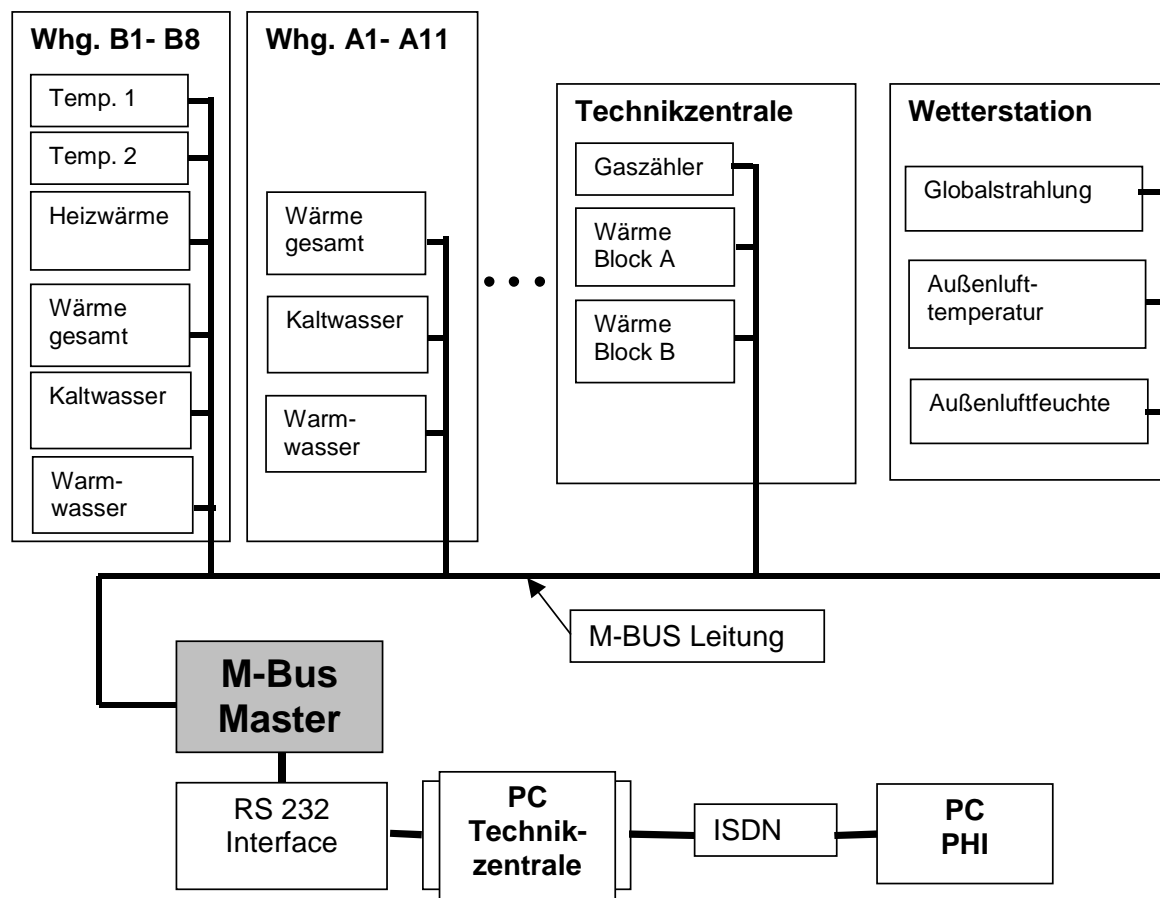 Whg. B1- B8
Temp. 1
Temp. 2
Heizwärme
Wärme
gesamt
Kaltwasser
Warm-
wasser
Whg. A1- A11
Wärme
gesamt
Kaltwasser
Warm-
wasser
Technikzentrale
Gaszähler
Wärme
Block A
Wärme
Block B
Wetterstation
Globalstrahlung
Außenluft-
temperatur
Außenluftfeuchte
M-BUS Leitung
M-Bus
Master
RS 232
Interface
PC
Technik-
zentrale
ISDN
PC
PHI